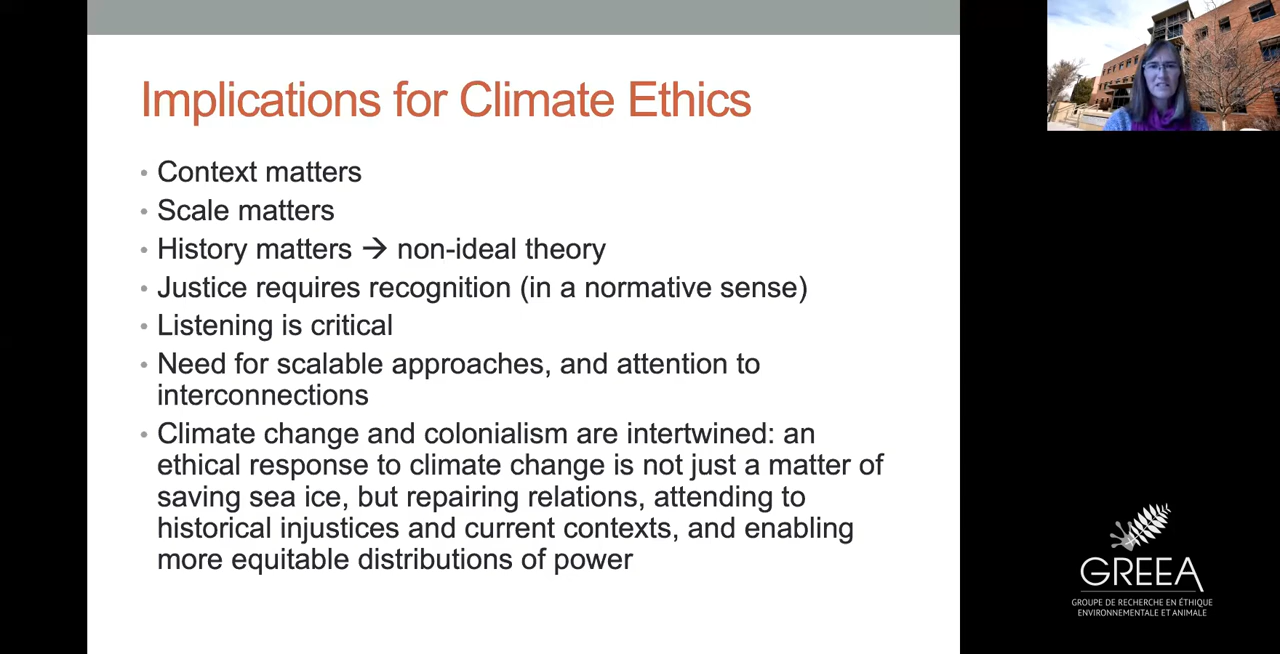 Implications for Climate Ethics
• Context matters
• Scale matters
• History matters → non-ideal theory
• Justice requires recognition (in a normative sense)
• Listening is critical
• Need for scalable approaches, and attention to
interconnections
• Climate change and colonialism are intertwined: an
ethical response to climate change is not just a matter of
saving sea ice, but repairing relations, attending to
historical injustices and current contexts, and enabling
more equitable distributions of power
GREEA
GROUPE DE RECHERCHE EN ÉTHIQUE
ENVIRONNEMENTALE ET ANIMALE